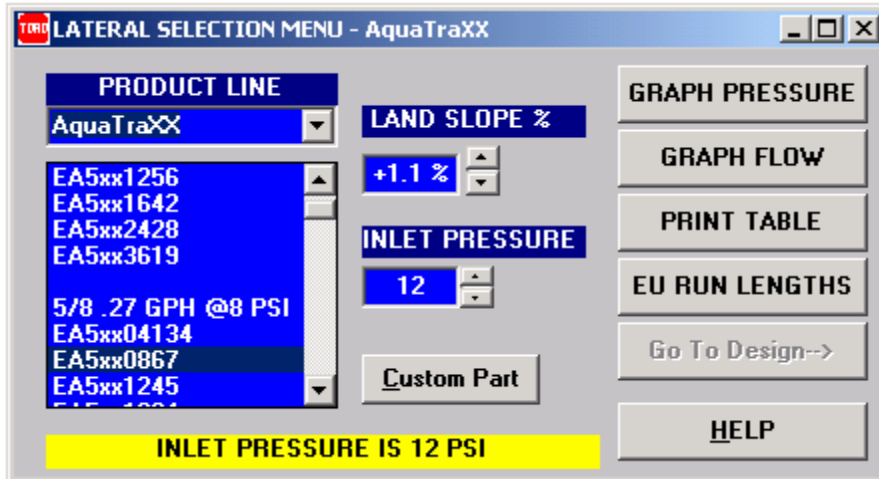 TORO LATERAL SELECTION MENU - AquaTraXX
PRODUCT LINE
AquaTraXX
EA5xx1256
EA5xx1642
EA5xx2428
EA5xx3619
5/8 .27 GPH @8 PSI
EA5xx04134
EA5xx0867
EA5xx1245
LAND SLOPE %
+1.1 %
INLET PRESSURE
12
Custom Part
GRAPH PRESSURE
GRAPH FLOW
PRINT TABLE
EU RUN LENGTHS
Go To Design-->
HELP
INLET PRESSURE IS 12 PSI